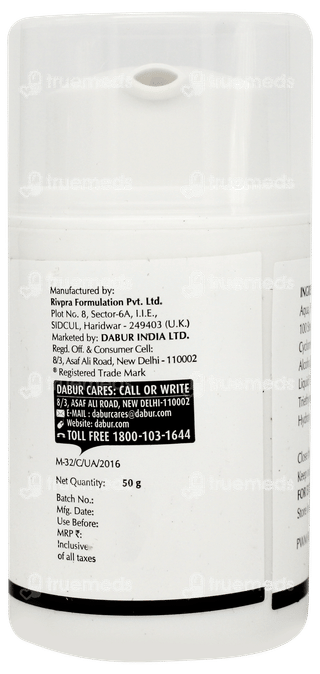 Manufactured by:
Rivpra Formulation Pvt. Ltd.
Plot No. 8, Sector-6A, I.I.E.,
SIDCUL, Haridwar - 249403 (U.K.)
Marketed by: DABUR INDIA LTD.
Regd. Off. & Consumer Cell:
8/3, Asaf Ali Road, New Delhi - 110002
® Registered Trade Mark
DABUR CARES: CALL OR WRITE
8/3, ASAF ALI ROAD, NEW DELHI-110002
E-MAIL : daburcares@dabur.com
Website: dabur.com
TOLL FREE 1800-103-1644
M-32/C/UA/2016
Net Quantity: 50 g
Batch No.:
Mfg. Date:
Use Before:
MRP ₹:
Inclusive
of all taxes
truemeds